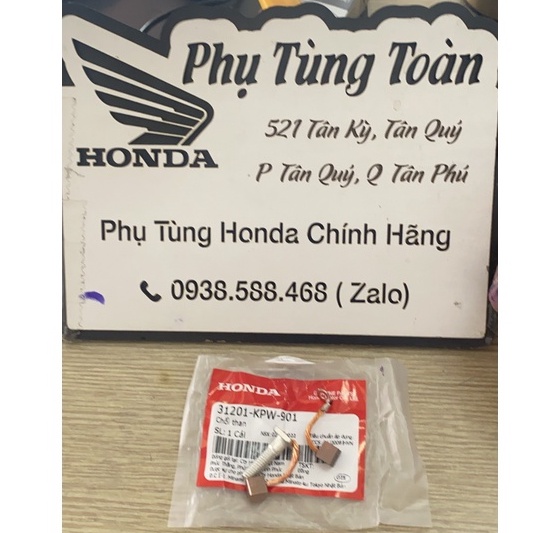 Phụ Tùng Toàn
521 Tân Kỳ, Tân Quý
HONDA
P Tân Quý, Q Tân Phú
Phụ Tùng Honda Chính Hãng
0938.588.468 ( Zalo)
HONDA
31201-KPW-901
Chổi than
SL: 1 Cái